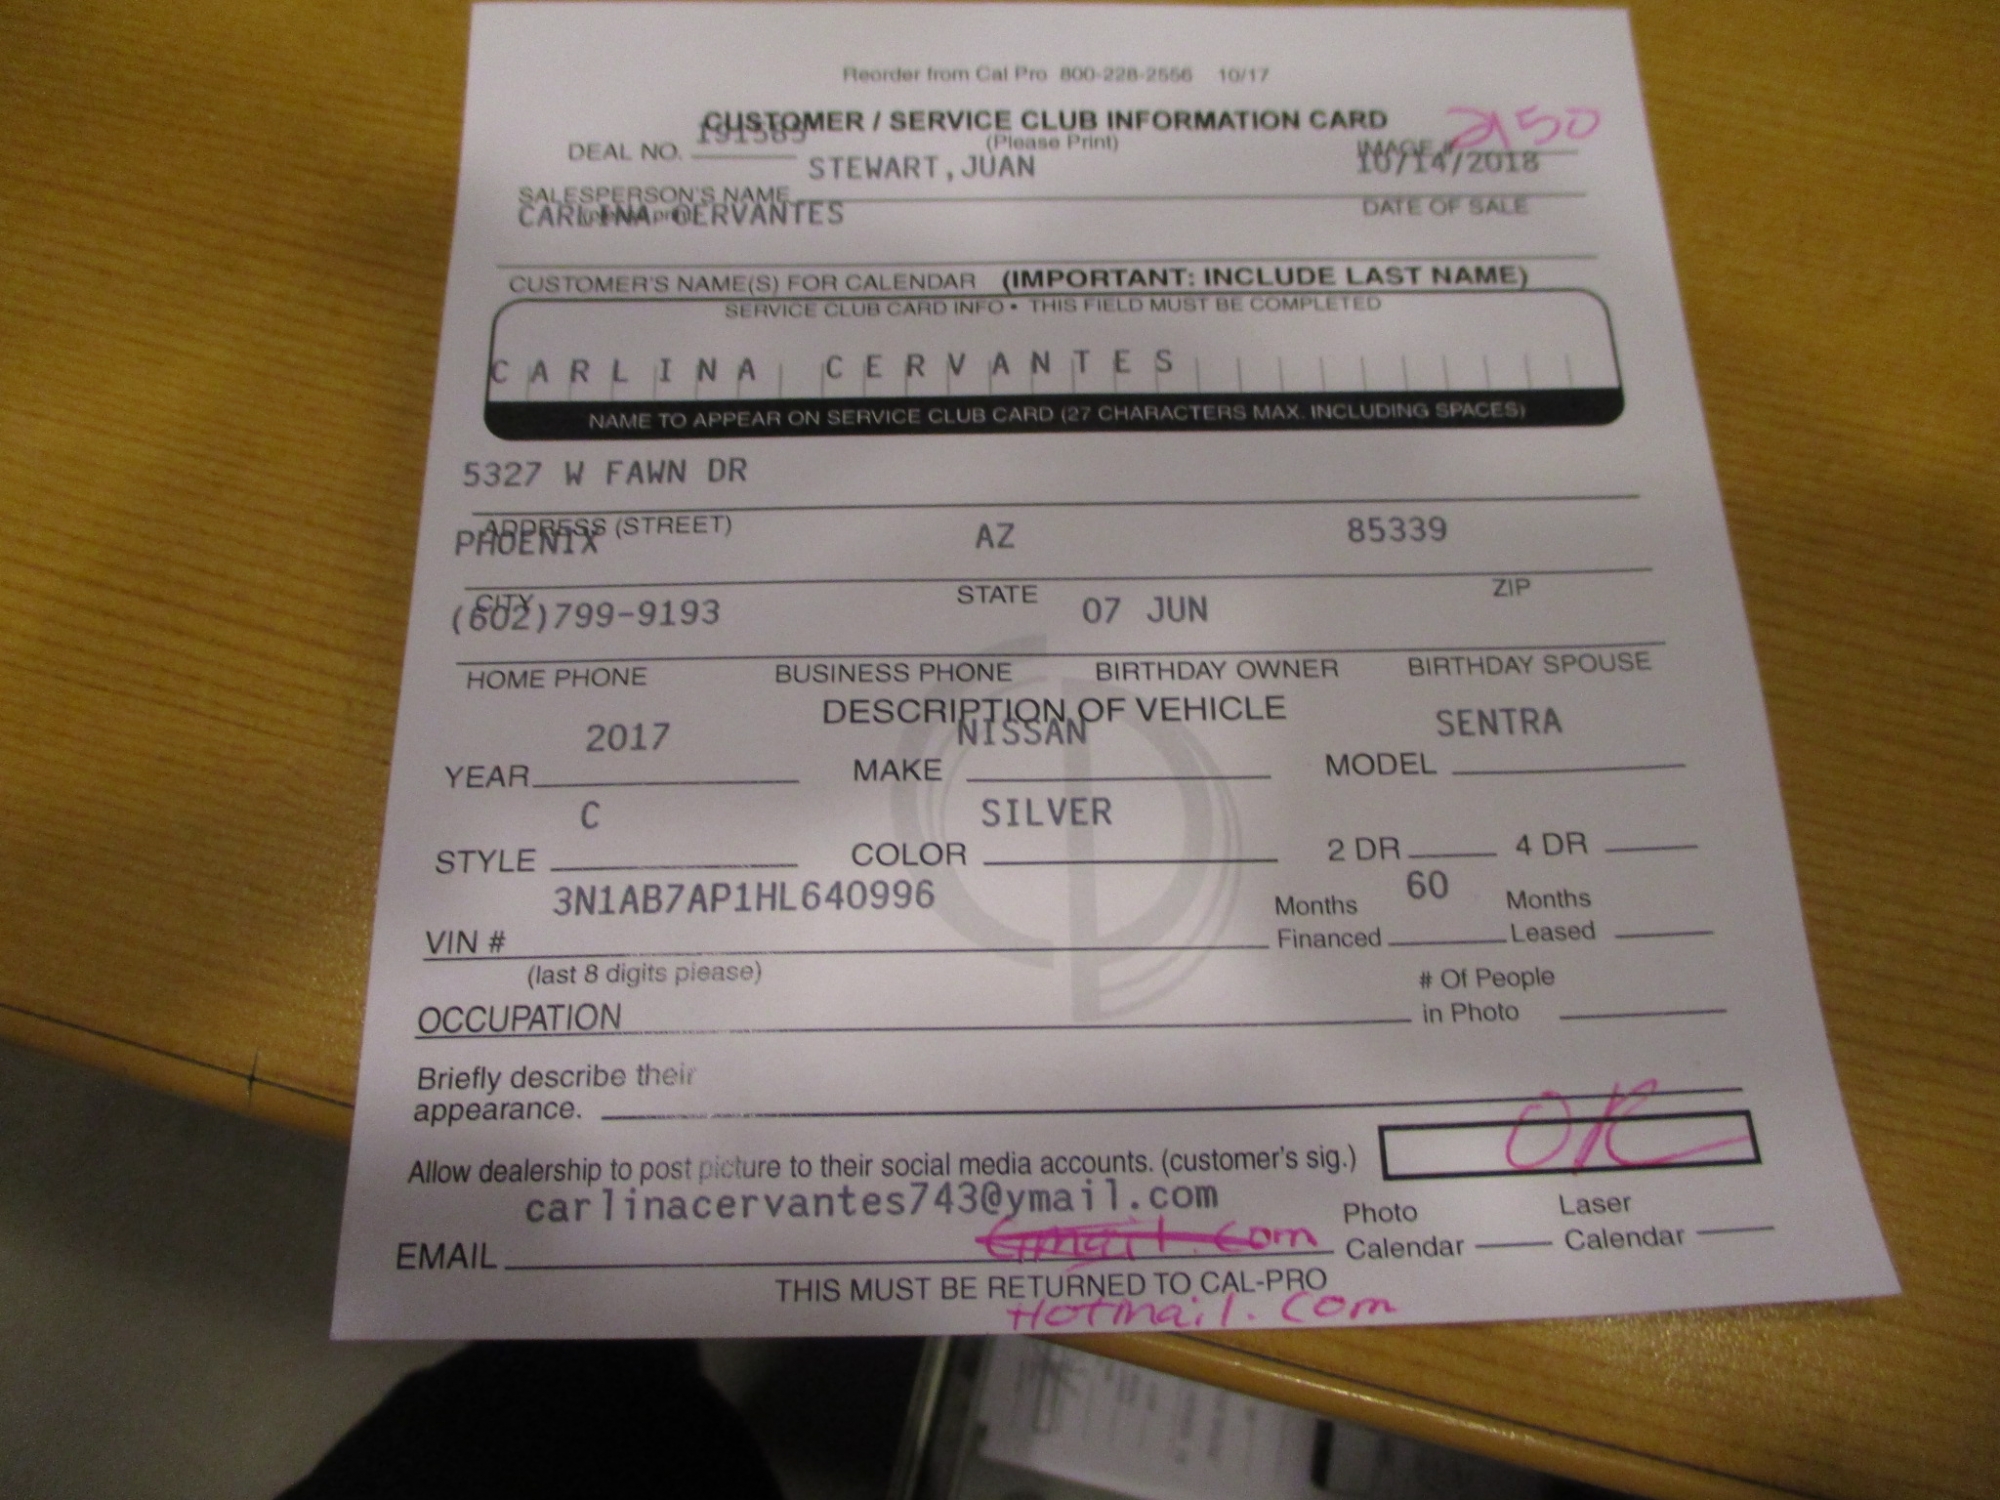 Reorder from Cal Pro 800-228-2556 10/17
CUSTOMER / SERVICE CLUB INFORMATION CARD
(Please Print)
DEAL NO. 191585
IMAGE # 2150
STEWART,JUAN 10/14/2018
SALESPERSON'S NAME DATE OF SALE
CARLINA CERVANTES
CUSTOMER'S NAME(S) FOR CALENDAR (IMPORTANT: INCLUDE LAST NAME)
SERVICE CLUB CARD INFO • THIS FIELD MUST BE COMPLETED
CARLINA CERVANTES
NAME TO APPEAR ON SERVICE CLUB CARD (27 CHARACTERS MAX. INCLUDING SPACES)
5327 W FAWN DR
ADDRESS (STREET)
PHOENIX AZ 85339
CITY STATE ZIP
(602)799-9193 07 JUN
HOME PHONE BUSINESS PHONE BIRTHDAY OWNER BIRTHDAY SPOUSE
DESCRIPTION OF VEHICLE
2017 NISSAN SENTRA
YEAR MAKE MODEL
C SILVER
STYLE COLOR 2 DR 4 DR
3N1AB7AP1HL640996 60
VIN # Months Financed Months Leased
(last 8 digits please)
OCCUPATION # Of People in Photo
Briefly describe their
appearance.
Allow dealership to post picture to their social media accounts. (customer's sig.) OK
carlinacervantes743@ymail.com
Gmail.com
EMAIL Photo Calendar Laser Calendar
THIS MUST BE RETURNED TO CAL-PRO
Hotmail.com